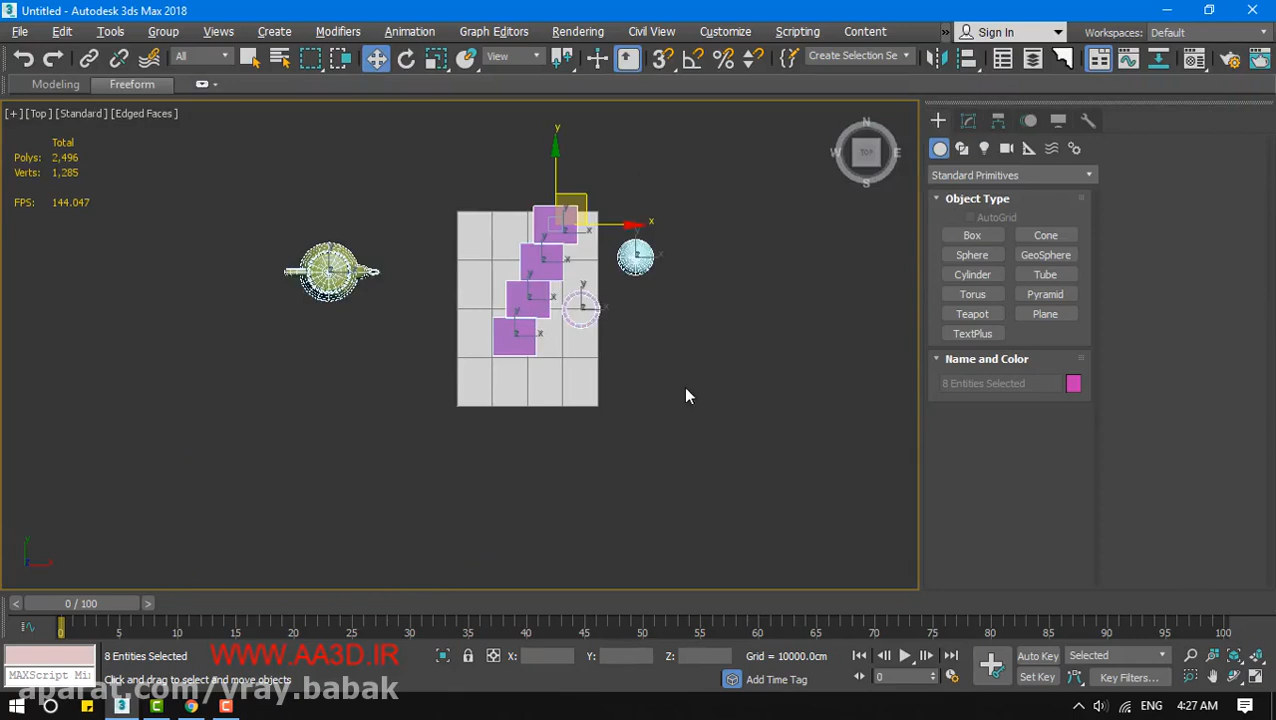 Untitled - Autodesk 3ds Max 2018
File Edit Tools Group Views Create Modifiers Animation Graph Editors Rendering Civil View Customize Scripting Content Sign In Workspaces: Default
All View Create Selection Se
Modeling Freeform
[+] [Top] [Standard] [Edged Faces]
Total
Polys: 2,496
Verts: 1,285
FPS: 144.047
y
x
N
W TOP E
S
Standard Primitives
Object Type
AutoGrid
Box Cone
Sphere GeoSphere
Cylinder Tube
Torus Pyramid
Teapot Plane
TextPlus
Name and Color
8 Entities Selected
< 0 / 100 >
0 5 10 15 20 25 30 35 40 45 50 55 60 65 70 75 80 85 90 95 100
8 Entities Selected WWW.AA3D.IR X: Y: Z: Grid = 10000.0cm Auto Key Selected
MAXScript Mi Click and drag to select and move objects Add Time Tag 0 Set Key Key Filters...
aparat.com/vray.babak
ENG 4:27 AM